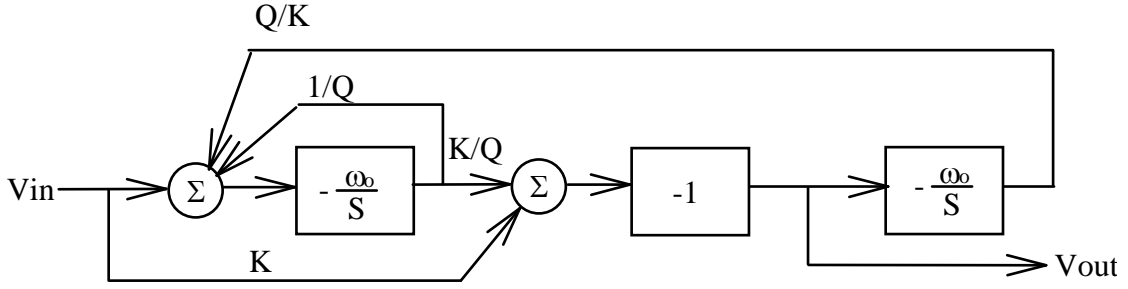 Q/K
1/Q
K/Q
Vin
Σ
- ωo/S
Σ
-1
- ωo/S
K
Vout